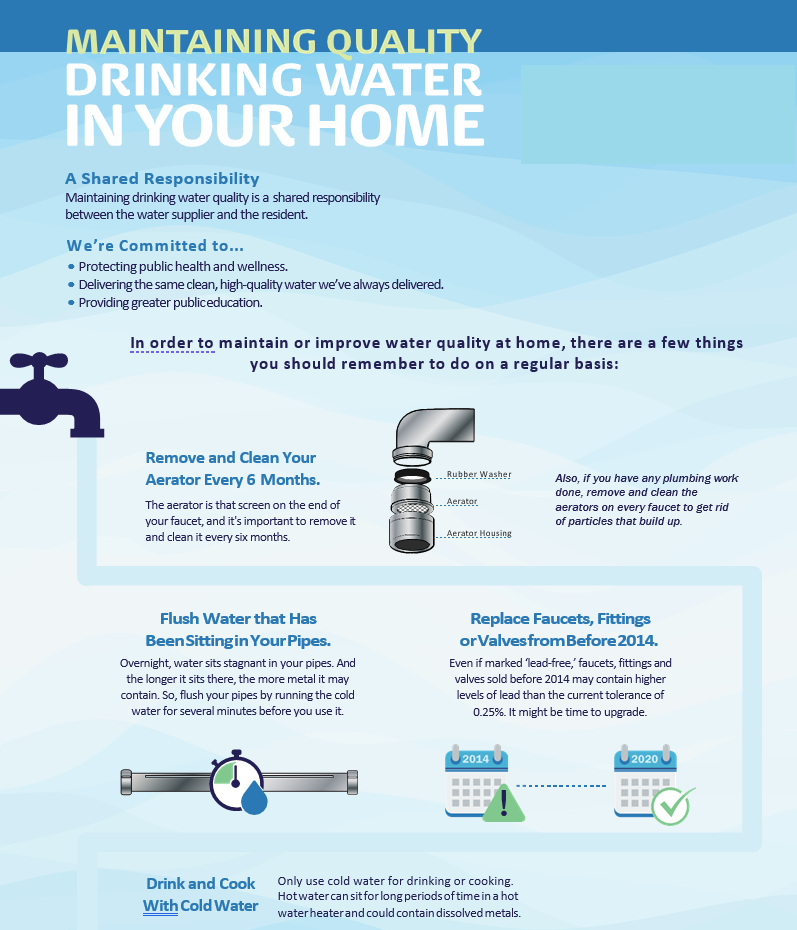 MAINTAINING QUALITY
DRINKING WATER
IN YOUR HOME
A Shared Responsibility
Maintaining drinking water quality is a shared responsibility
between the water supplier and the resident.
We're Committed to...
• Protecting public health and wellness.
• Delivering the same clean, high-quality water we've always delivered.
• Providing greater public education.
In order to maintain or improve water quality at home, there are a few things
you should remember to do on a regular basis:
Remove and Clean Your
Aerator Every 6 Months.
The aerator is that screen on the end of
your faucet, and it's important to remove it
and clean it every six months.
Rubber Washer
Aerator
Aerator Housing
Also, if you have any plumbing work
done, remove and clean the
aerators on every faucet to get rid
of particles that build up.
Flush Water that Has
Been Sitting in Your Pipes.
Overnight, water sits stagnant in your pipes. And
the longer it sits there, the more metal it may
contain. So, flush your pipes by running the cold
water for several minutes before you use it.
Replace Faucets, Fittings
or Valves from Before 2014.
Even if marked ‘lead-free,’ faucets, fittings and
valves sold before 2014 may contain higher
levels of lead than the current tolerance of
0.25%. It might be time to upgrade.
2014
2020
Drink and Cook
With Cold Water
Only use cold water for drinking or cooking.
Hot water can sit for long periods of time in a hot
water heater and could contain dissolved metals.